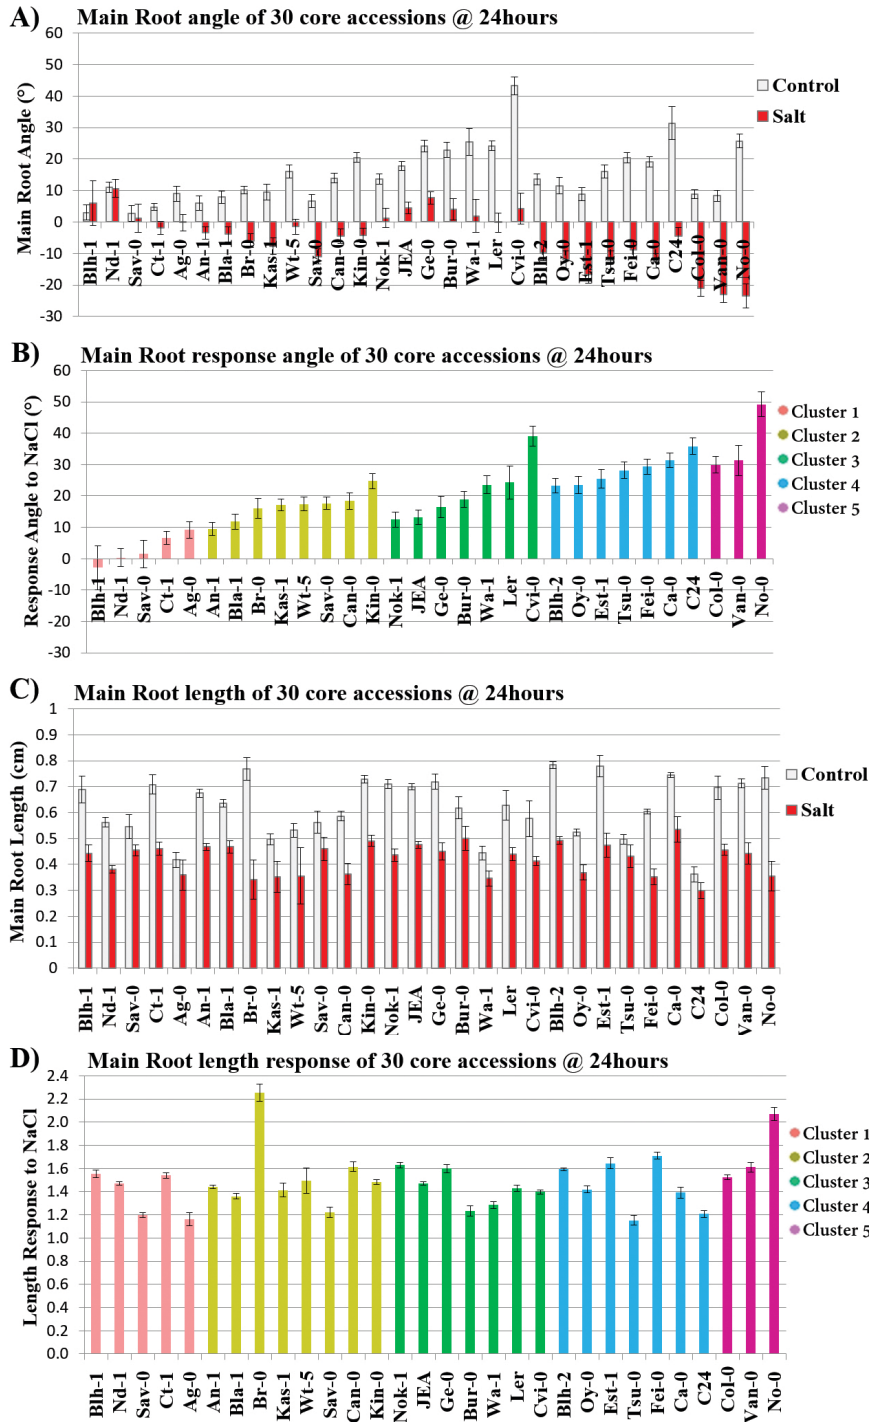 A) Main Root angle of 30 core accessions @ 24hours
Main Root Angle (°)
60
50
40
30
20
10
0
-10
-20
-30
Control
Salt
Blh-1 Nd-1 Sav-0 Ct-1 Ag-0 An-1 Bla-1 Br-0 Kas-1 Wt-5 Sav-0 Can-0 Kin-0 Nok-1 JEA Ge-0 Bur-0 Wa-1 Ler Cvi-0 Blh-2 Oy-0 Est-1 Tsu-0 Fei-0 Ca-0 C24 Col-0 Van-0 No-0
B) Main Root response angle of 30 core accessions @ 24hours
Response Angle to NaCl (°)
60
50
40
30
20
10
0
-10
-20
-30
Cluster 1
Cluster 2
Cluster 3
Cluster 4
Cluster 5
Blh-1 Nd-1 Sav-0 Ct-1 Ag-0 An-1 Bla-1 Br-0 Kas-1 Wt-5 Sav-0 Can-0 Kin-0 Nok-1 JEA Ge-0 Bur-0 Wa-1 Ler Cvi-0 Blh-2 Oy-0 Est-1 Tsu-0 Fei-0 Ca-0 C24 Col-0 Van-0 No-0
C) Main Root length of 30 core accessions @ 24hours
Main Root Length (cm)
1
0.9
0.8
0.7
0.6
0.5
0.4
0.3
0.2
0.1
0
Control
Salt
Blh-1 Nd-1 Sav-0 Ct-1 Ag-0 An-1 Bla-1 Br-0 Kas-1 Wt-5 Sav-0 Can-0 Kin-0 Nok-1 JEA Ge-0 Bur-0 Wa-1 Ler Cvi-0 Blh-2 Oy-0 Est-1 Tsu-0 Fei-0 Ca-0 C24 Col-0 Van-0 No-0
D) Main Root length response of 30 core accessions @ 24hours
Length Response to NaCl
2.4
2.2
2.0
1.8
1.6
1.4
1.2
1.0
0.8
0.6
0.4
0.2
0.0
Cluster 1
Cluster 2
Cluster 3
Cluster 4
Cluster 5
Blh-1 Nd-1 Sav-0 Ct-1 Ag-0 An-1 Bla-1 Br-0 Kas-1 Wt-5 Sav-0 Can-0 Kin-0 Nok-1 JEA Ge-0 Bur-0 Wa-1 Ler Cvi-0 Blh-2 Oy-0 Est-1 Tsu-0 Fei-0 Ca-0 C24 Col-0 Van-0 No-0